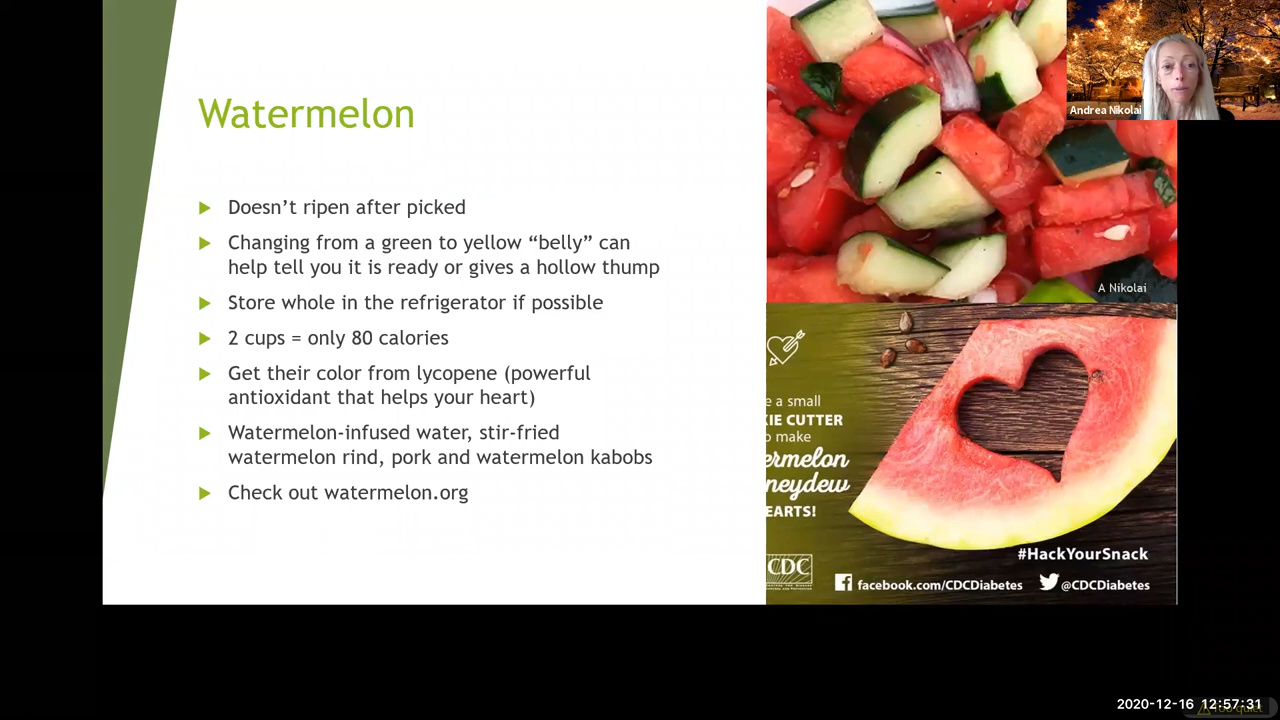 Watermelon
Doesn’t ripen after picked
Changing from a green to yellow “belly” can
help tell you it is ready or gives a hollow thump
Store whole in the refrigerator if possible
2 cups = only 80 calories
Get their color from lycopene (powerful
antioxidant that helps your heart)
Watermelon-infused water, stir-fried
watermelon rind, pork and watermelon kabobs
Check out watermelon.org
Andrea Nikolai
A Nikolai
e a small
KIE CUTTER
o make
ermelon
neydew
EARTS!
#HackYourSnack
CDC
facebook.com/CDCDiabetes
@CDCDiabetes
2020-12-16 12:57:31